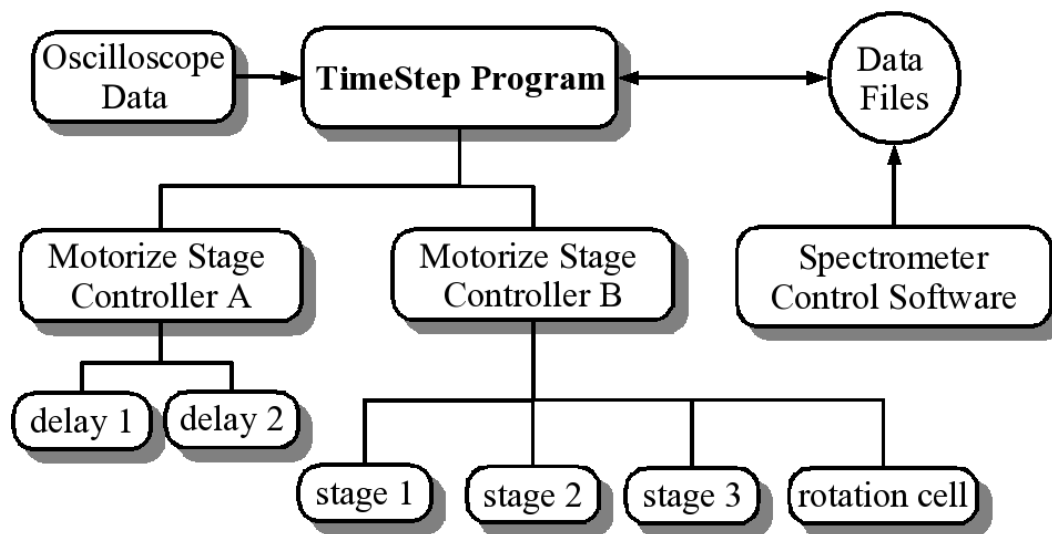 Oscilloscope
Data
TimeStep Program
Data
Files
Motorize Stage
Controller A
Motorize Stage
Controller B
Spectrometer
Control Software
delay 1
delay 2
stage 1
stage 2
stage 3
rotation cell